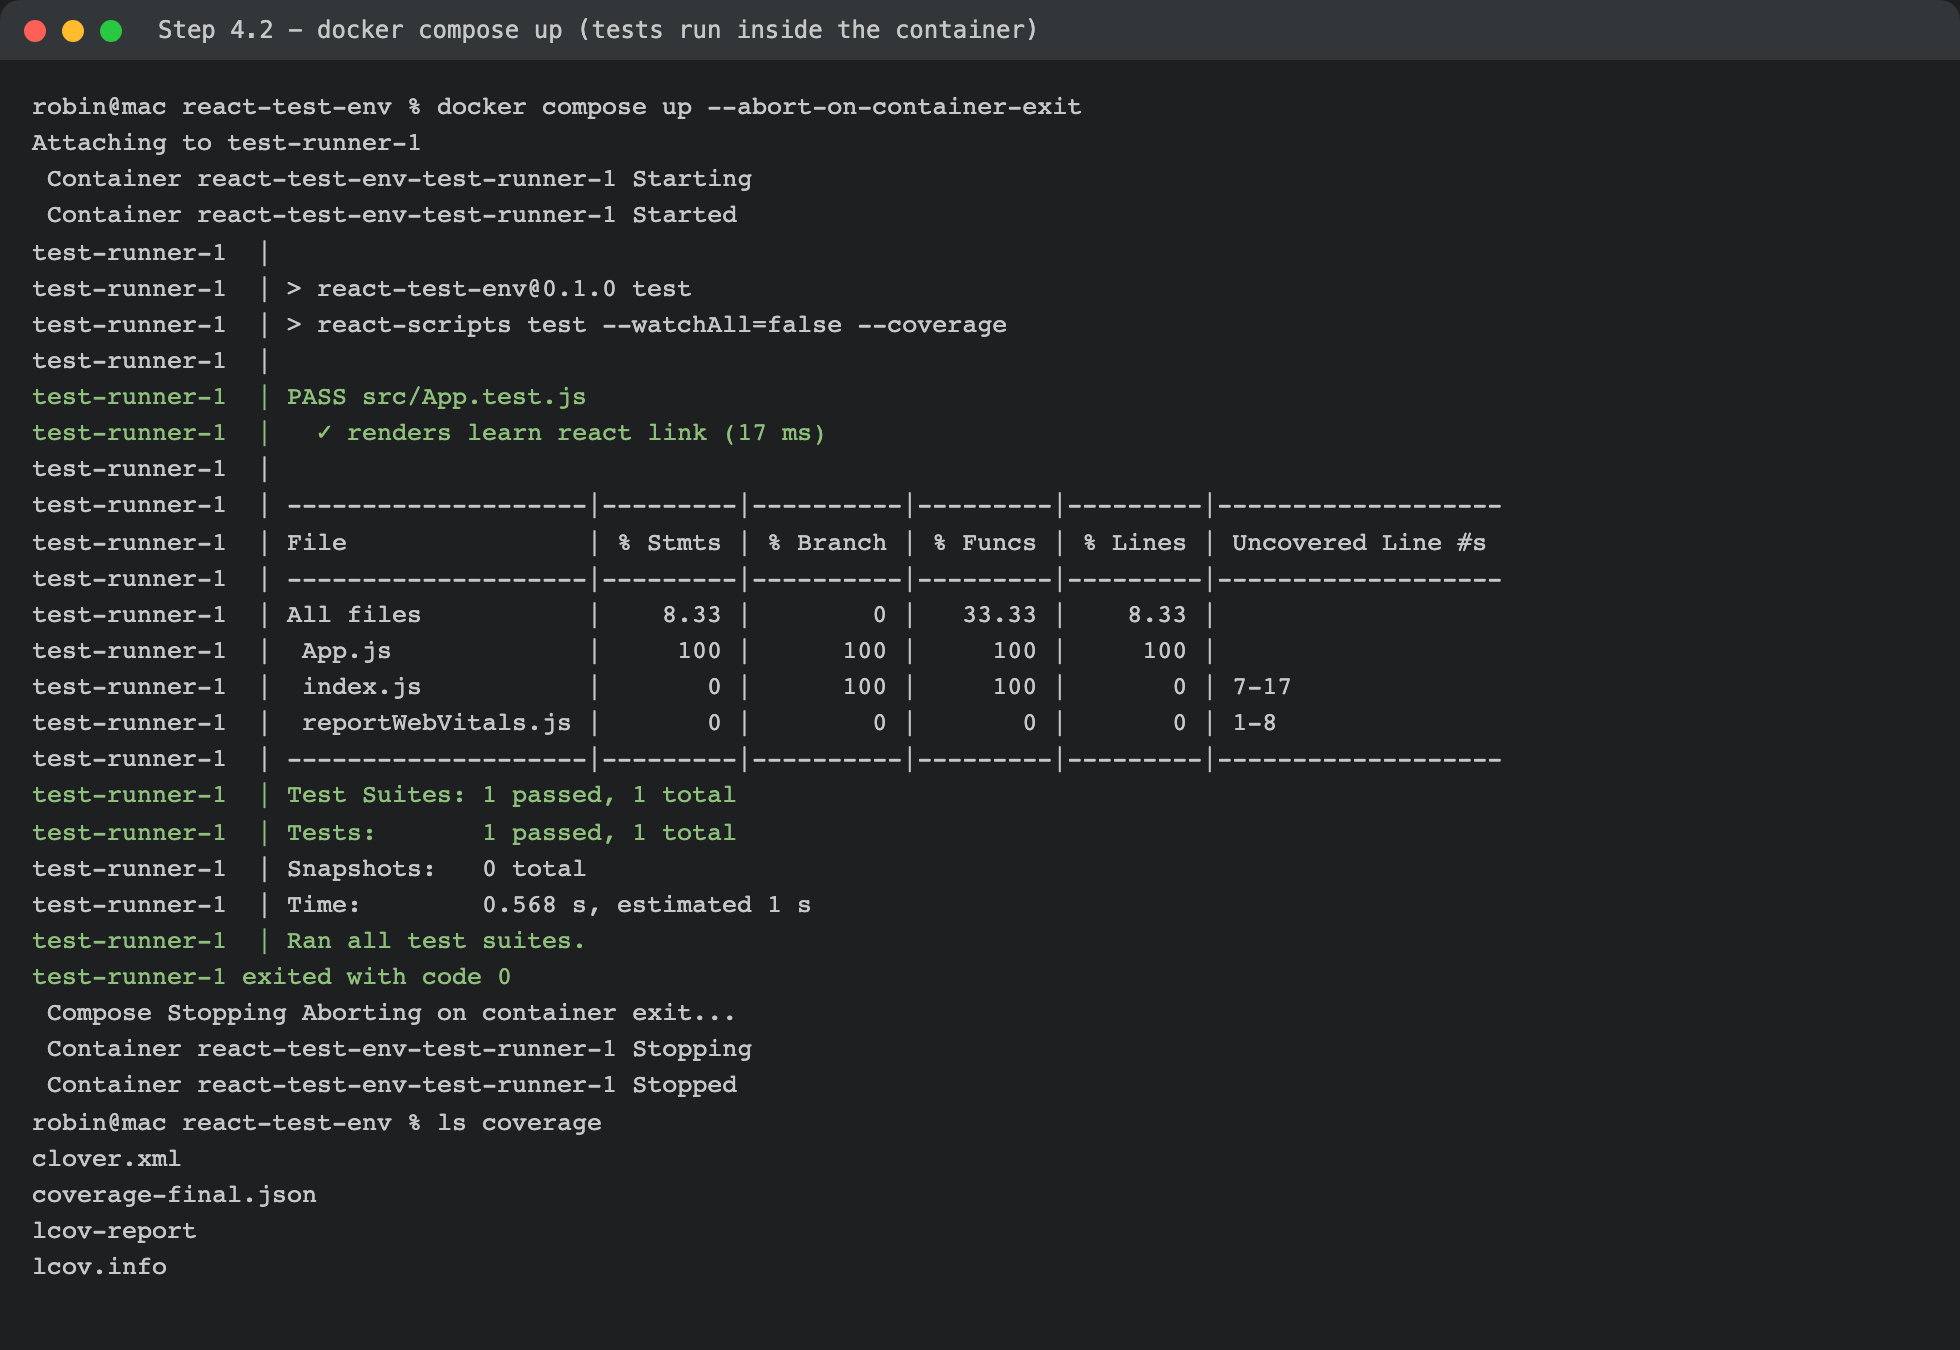 Step 4.2 – docker compose up (tests run inside the container)
robin@mac react-test-env % docker compose up --abort-on-container-exit
Attaching to test-runner-1
 Container react-test-env-test-runner-1 Starting
 Container react-test-env-test-runner-1 Started
test-runner-1  |
test-runner-1  | > react-test-env@0.1.0 test
test-runner-1  | > react-scripts test --watchAll=false --coverage
test-runner-1  |
test-runner-1  | PASS src/App.test.js
test-runner-1  |   ✓ renders learn react link (17 ms)
test-runner-1  |
test-runner-1  | --------------------|---------|----------|---------|---------|-------------------
test-runner-1  | File                | % Stmts | % Branch | % Funcs | % Lines | Uncovered Line #s
test-runner-1  | --------------------|---------|----------|---------|---------|-------------------
test-runner-1  | All files           |    8.33 |        0 |   33.33 |    8.33 |
test-runner-1  |  App.js             |     100 |      100 |     100 |     100 |
test-runner-1  |  index.js           |       0 |      100 |     100 |       0 | 7-17
test-runner-1  |  reportWebVitals.js |       0 |        0 |       0 |       0 | 1-8
test-runner-1  | --------------------|---------|----------|---------|---------|-------------------
test-runner-1  | Test Suites: 1 passed, 1 total
test-runner-1  | Tests:       1 passed, 1 total
test-runner-1  | Snapshots:   0 total
test-runner-1  | Time:        0.568 s, estimated 1 s
test-runner-1  | Ran all test suites.
test-runner-1 exited with code 0
 Compose Stopping Aborting on container exit...
 Container react-test-env-test-runner-1 Stopping
 Container react-test-env-test-runner-1 Stopped
robin@mac react-test-env % ls coverage
clover.xml
coverage-final.json
lcov-report
lcov.info